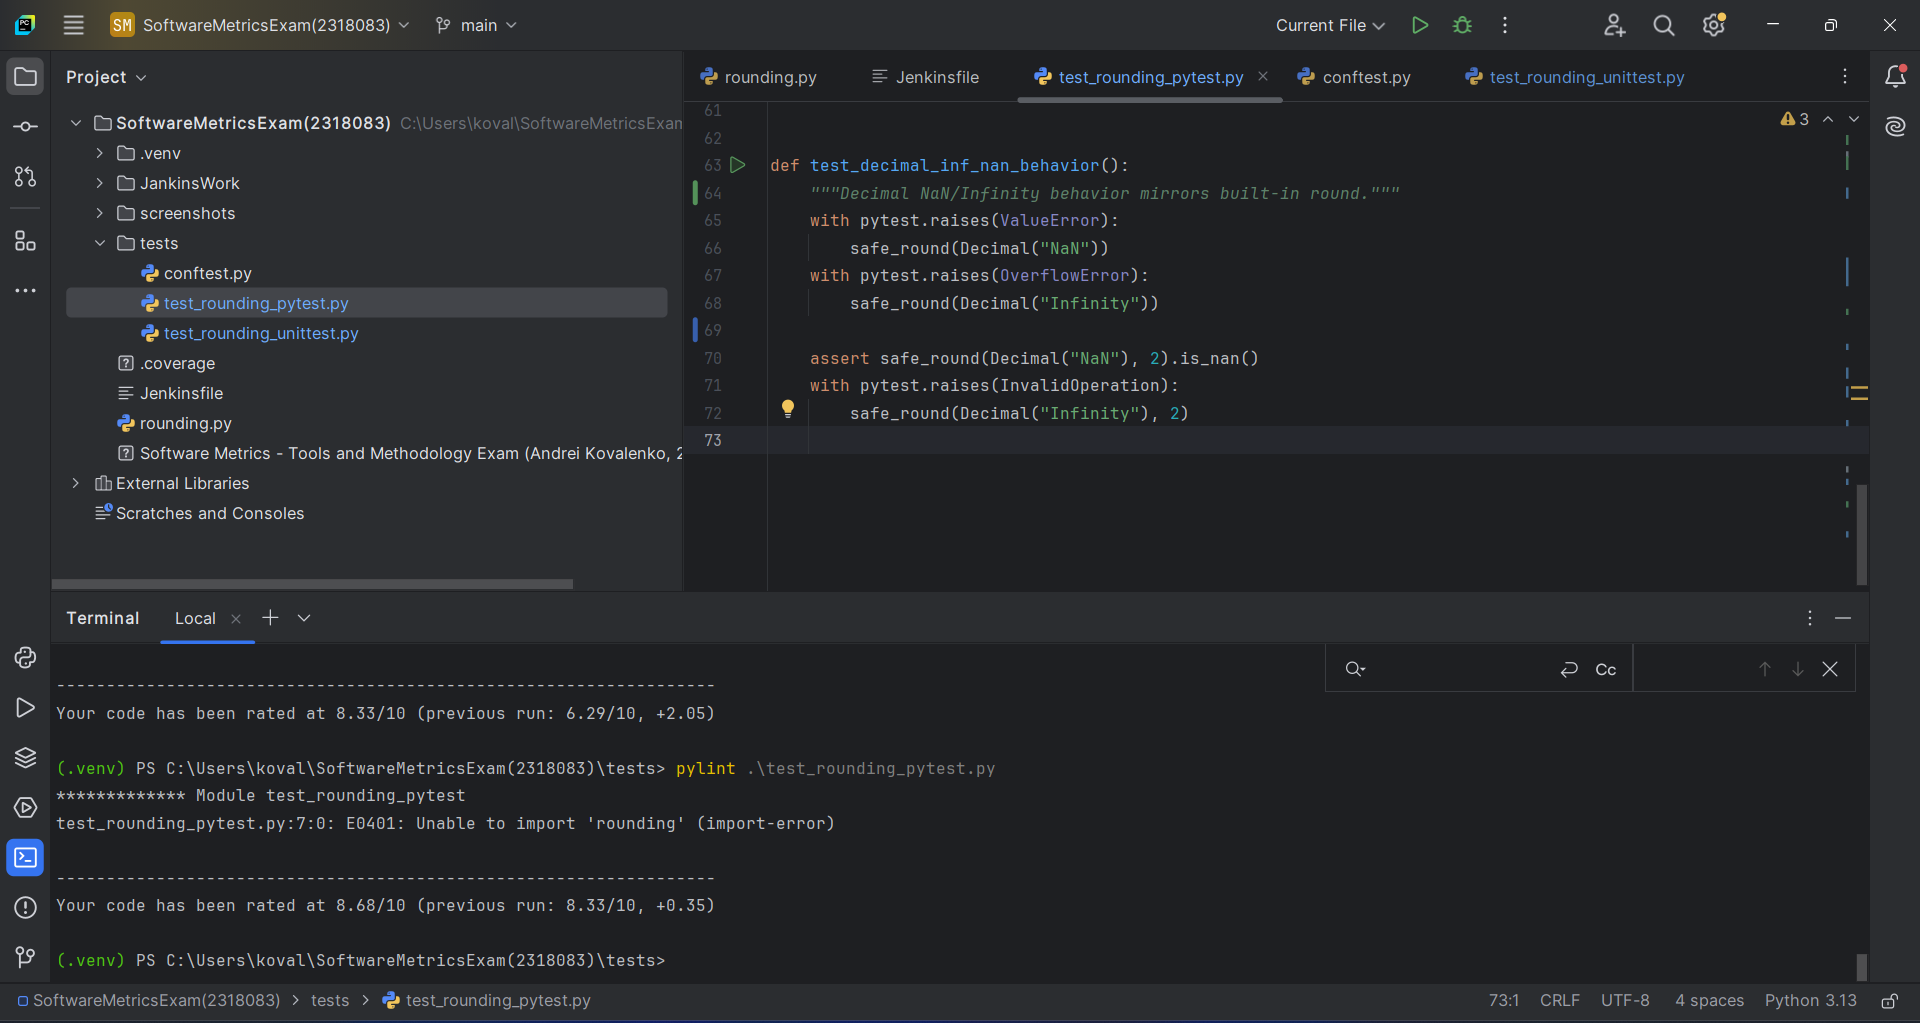 SM SoftwareMetricsExam(2318083) main Current File
Project
SoftwareMetricsExam(2318083) C:\Users\koval\SoftwareMetricsExam
.venv
JankinsWork
screenshots
tests
conftest.py
test_rounding_pytest.py
test_rounding_unittest.py
.coverage
Jenkinsfile
rounding.py
Software Metrics - Tools and Methodology Exam (Andrei Kovalenko, 2
External Libraries
Scratches and Consoles
rounding.py Jenkinsfile test_rounding_pytest.py conftest.py test_rounding_unittest.py
3
61
62
63 def test_decimal_inf_nan_behavior():
64 """Decimal NaN/Infinity behavior mirrors built-in round."""
65 with pytest.raises(ValueError):
66 safe_round(Decimal("NaN"))
67 with pytest.raises(OverflowError):
68 safe_round(Decimal("Infinity"))
69
70 assert safe_round(Decimal("NaN"), 2).is_nan()
71 with pytest.raises(InvalidOperation):
72 safe_round(Decimal("Infinity"), 2)
73
Terminal Local
Cc
------------------------------------------------------------------
Your code has been rated at 8.33/10 (previous run: 6.29/10, +2.05)
(.venv) PS C:\Users\koval\SoftwareMetricsExam(2318083)\tests> pylint .\test_rounding_pytest.py
************* Module test_rounding_pytest
test_rounding_pytest.py:7:0: E0401: Unable to import 'rounding' (import-error)
------------------------------------------------------------------
Your code has been rated at 8.68/10 (previous run: 8.33/10, +0.35)
(.venv) PS C:\Users\koval\SoftwareMetricsExam(2318083)\tests>
SoftwareMetricsExam(2318083) > tests > test_rounding_pytest.py 73:1 CRLF UTF-8 4 spaces Python 3.13